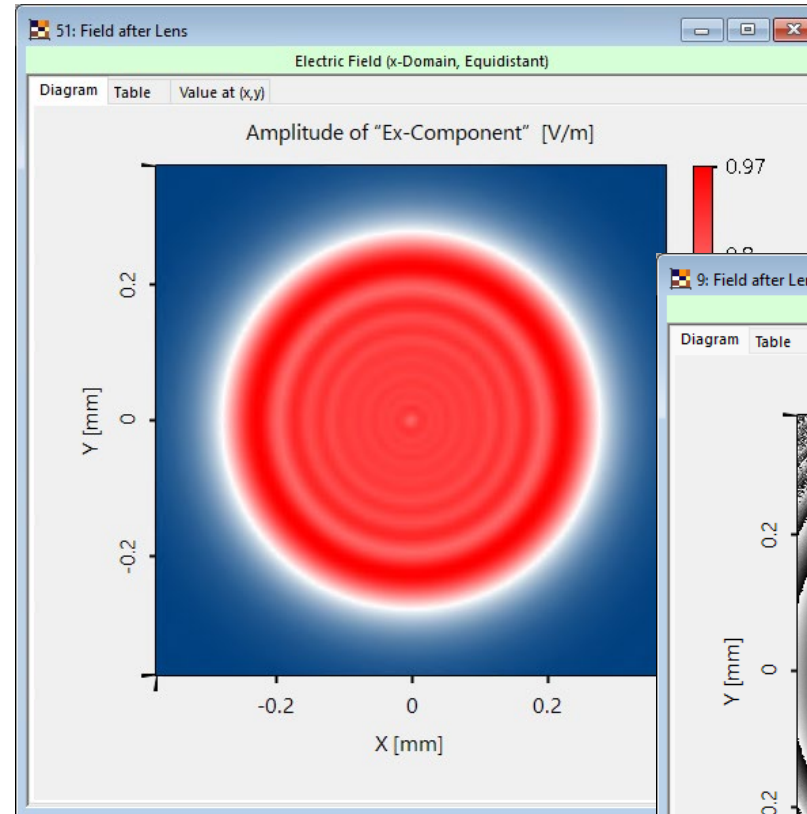 51: Field after Lens
Electric Field (x-Domain, Equidistant)
Diagram Table Value at (x,y)
Amplitude of “Ex-Component” [V/m]
0.97
0.2
0
-0.2
Y [mm]
-0.2 0 0.2
X [mm]
9: Field after
Diagram Table
0.2
0
Y [mm]
0.2